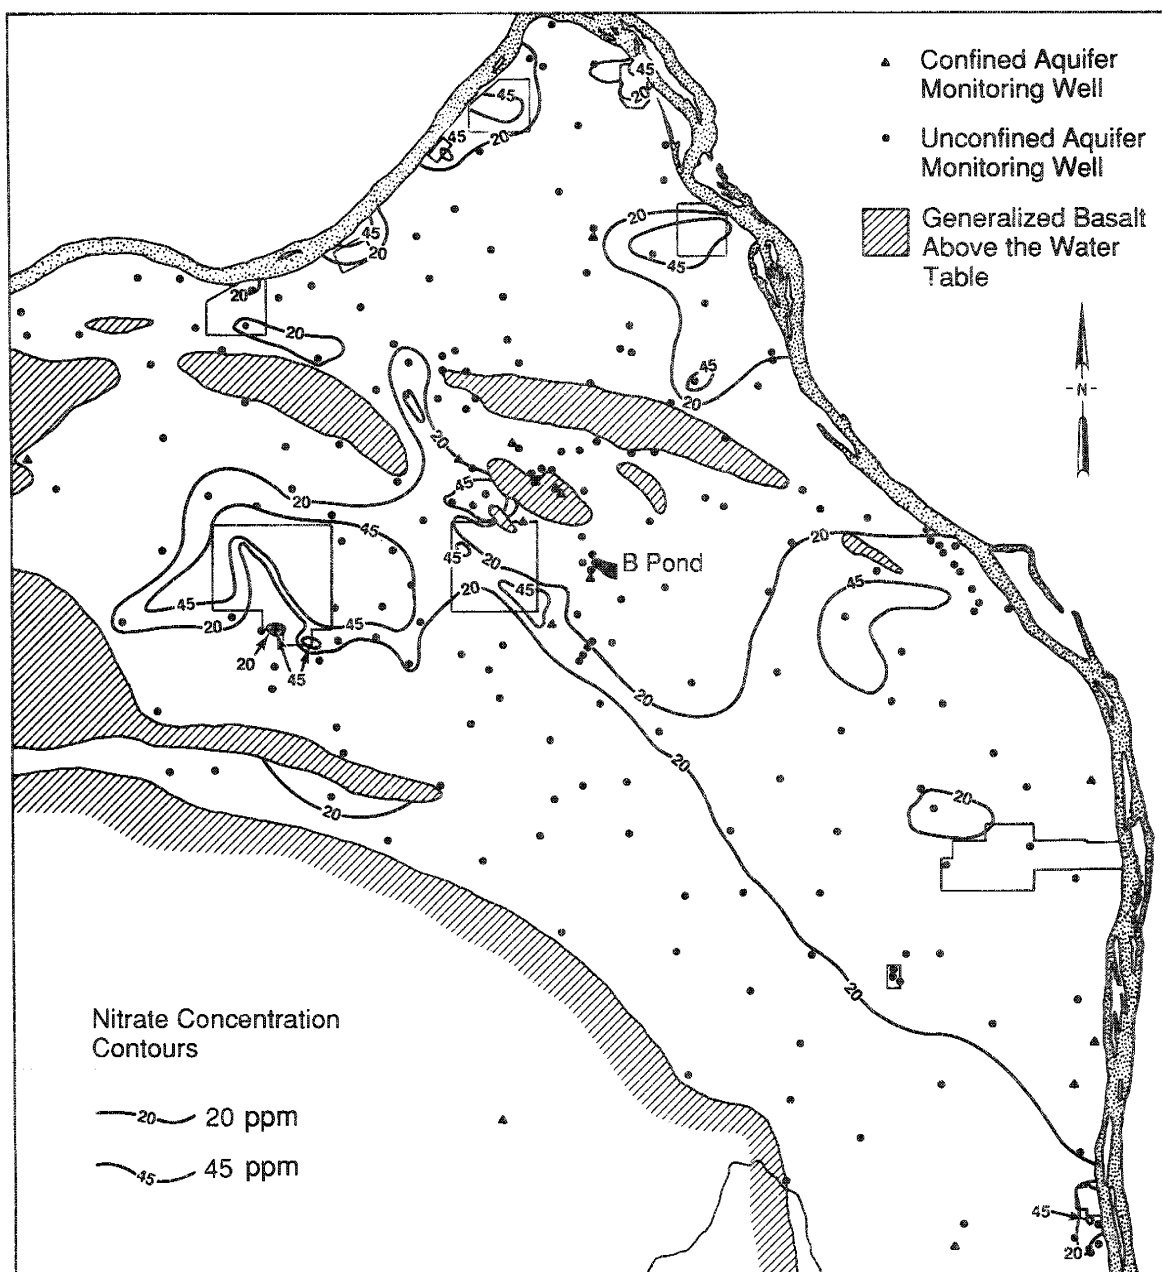 Confined Aquifer
Monitoring Well
Unconfined Aquifer
Monitoring Well
Generalized Basalt
Above the Water
Table
N
45
20
45
45
20
45
20
20
45
20
20
20
45
20
20
45
20
45
45
20
45
20
B Pond
20
45
45
45
20
20
45
20
45
20
20
20
20
20
45
20
Nitrate Concentration
Contours
20 20 ppm
45 45 ppm